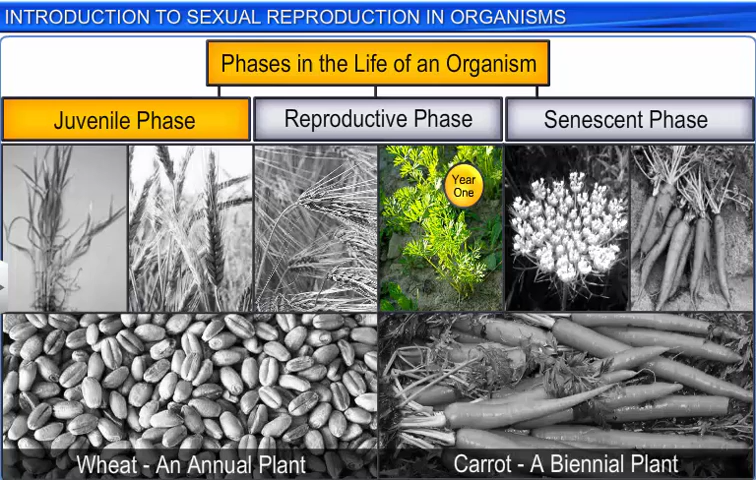 INTRODUCTION TO SEXUAL REPRODUCTION IN ORGANISMS
Phases in the Life of an Organism
Juvenile Phase
Reproductive Phase
Senescent Phase
Year
One
Wheat - An Annual Plant
Carrot - A Biennial Plant